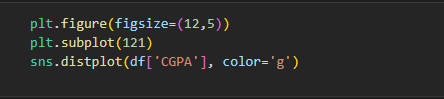 plt.figure(figsize=(12,5))
plt.subplot(121)
sns.distplot(df['CGPA'], color='g')